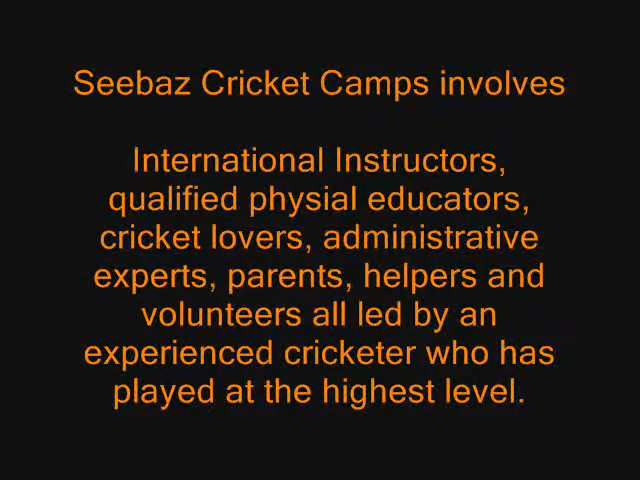 Seebaz Cricket Camps involves
International Instructors,
qualified physial educators,
cricket lovers, administrative
experts, parents, helpers and
volunteers all led by an
experienced cricketer who has
played at the highest level.